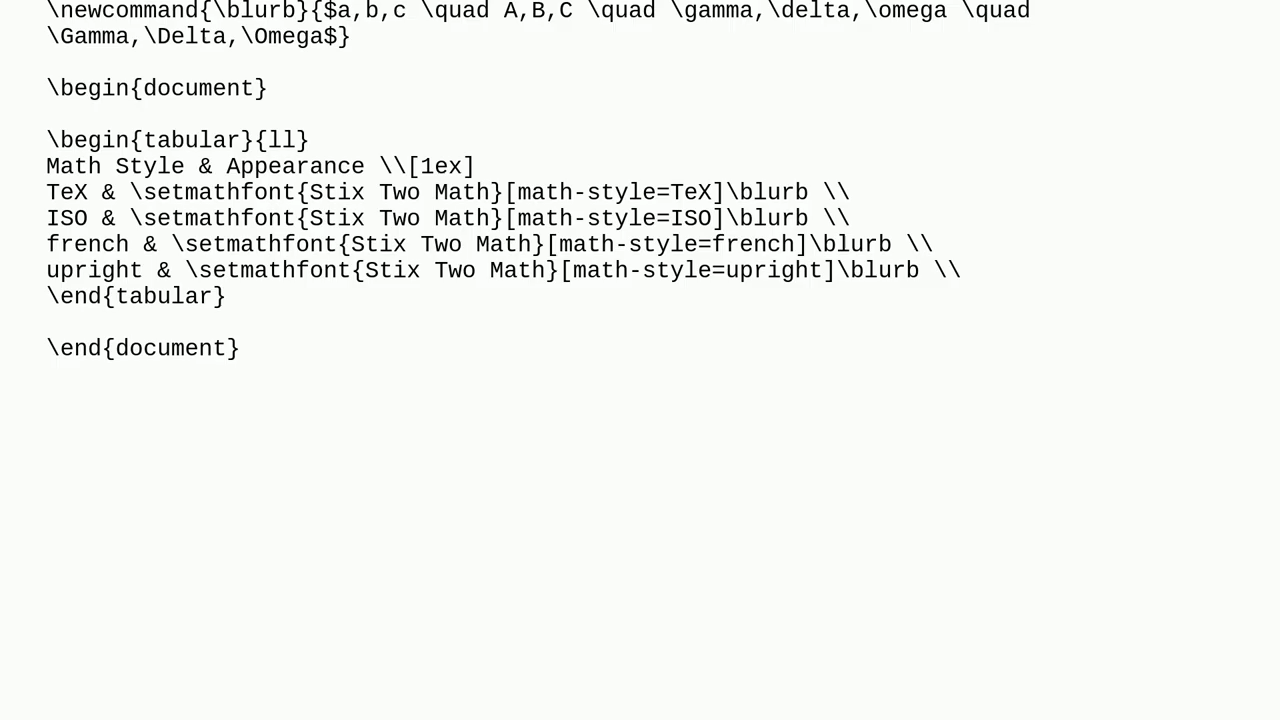 \newcommand{\blurb}{$a,b,c \quad A,B,C \quad \gamma,\delta,\omega \quad
\Gamma,\Delta,\Omega$}
\begin{document}
\begin{tabular}{ll}
Math Style & Appearance \\[1ex]
TeX & \setmathfont{Stix Two Math}[math-style=TeX]\blurb \\
ISO & \setmathfont{Stix Two Math}[math-style=ISO]\blurb \\
french & \setmathfont{Stix Two Math}[math-style=french]\blurb \\
upright & \setmathfont{Stix Two Math}[math-style=upright]\blurb \\
\end{tabular}
\end{document}